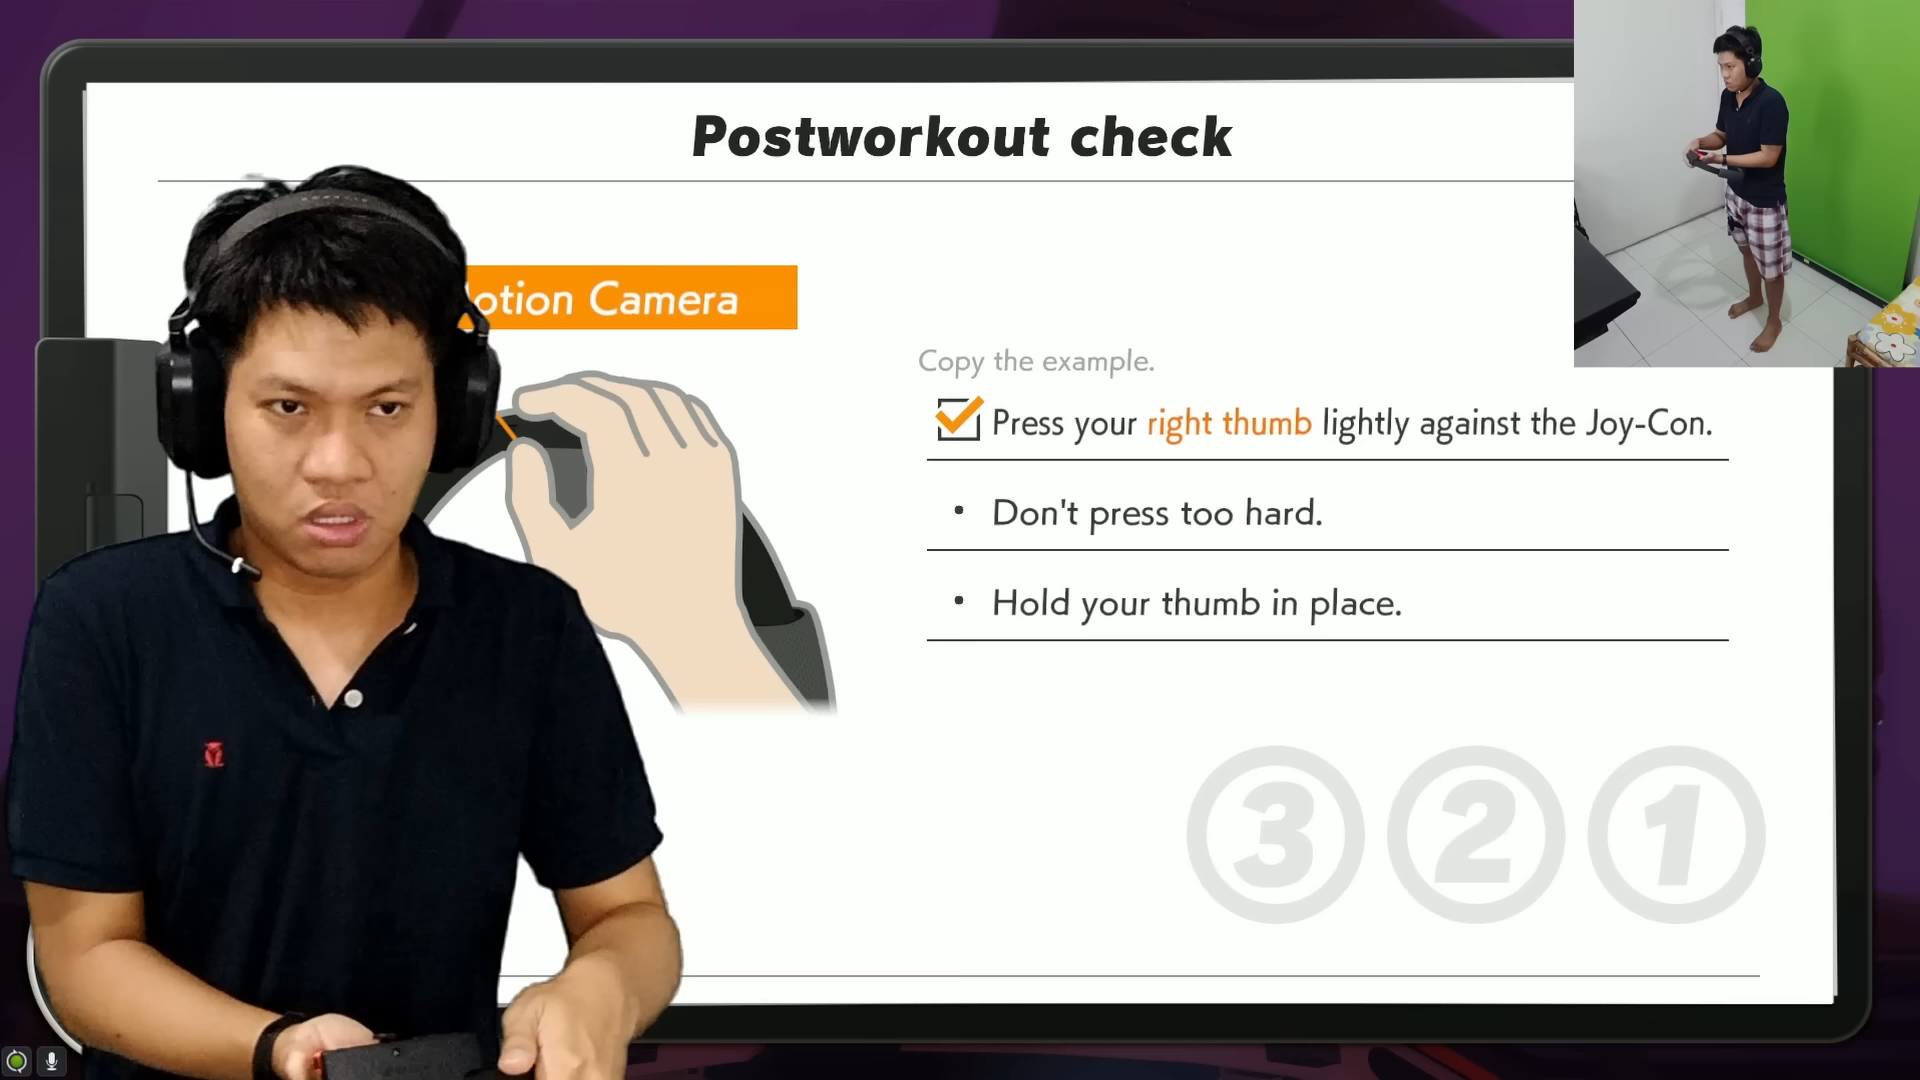 Postworkout check
otion Camera
Copy the example.
Press your right thumb lightly against the Joy-Con.
• Don't press too hard.
• Hold your thumb in place.
3 2 1